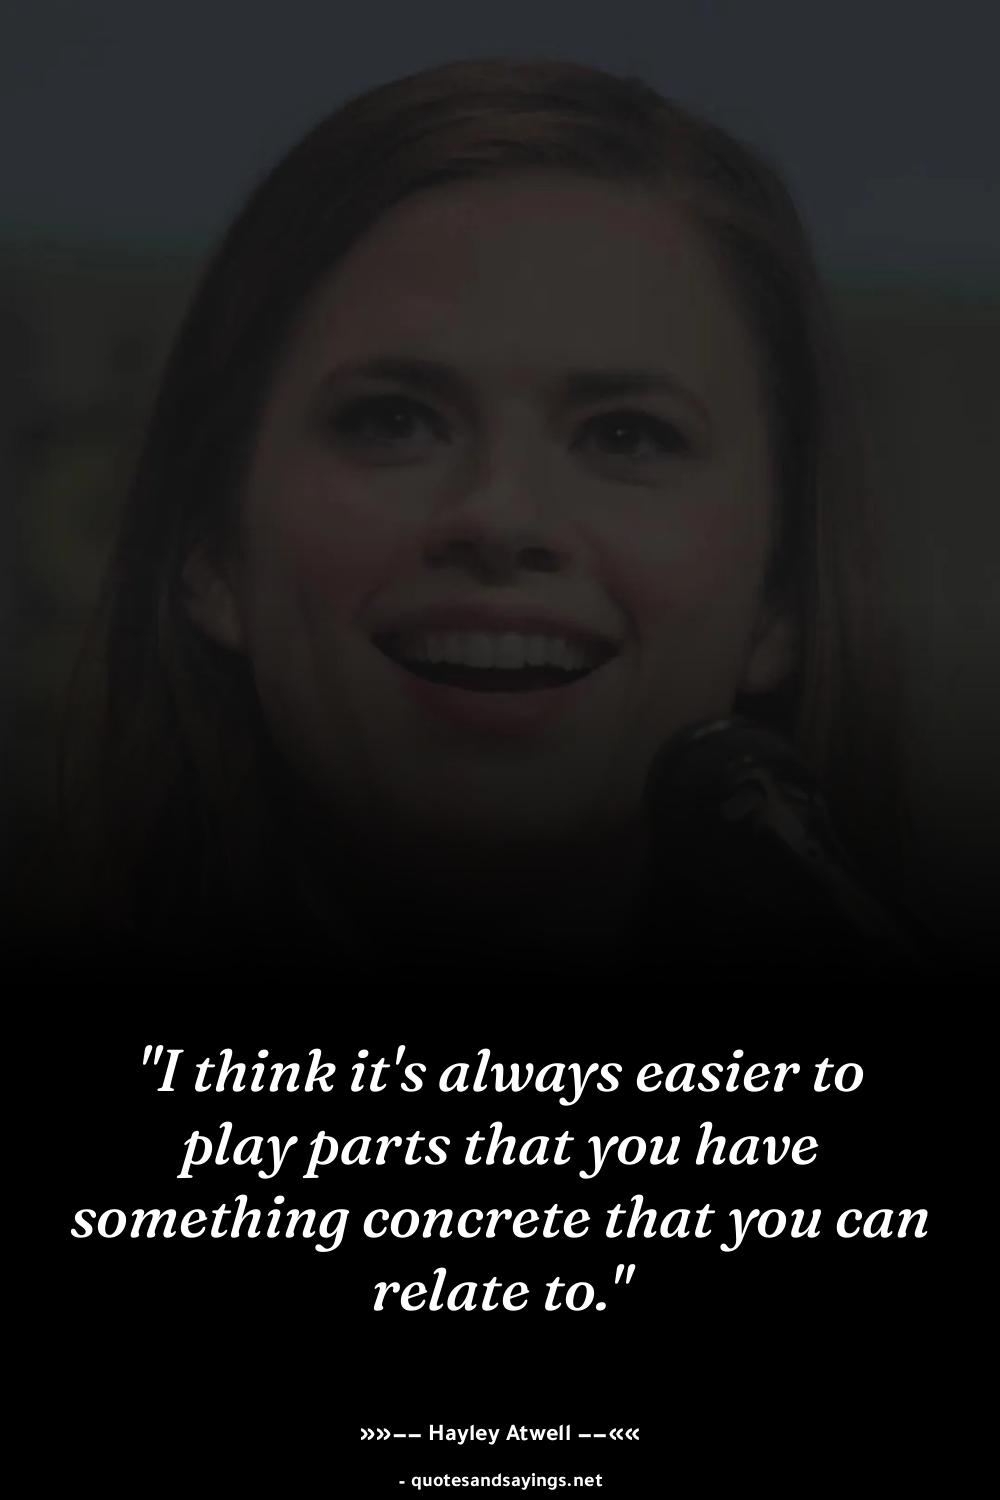 "I think it's always easier to
play parts that you have
something concrete that you can
relate to."
»»−− Hayley Atwell −−««
- quotesandsayings.net